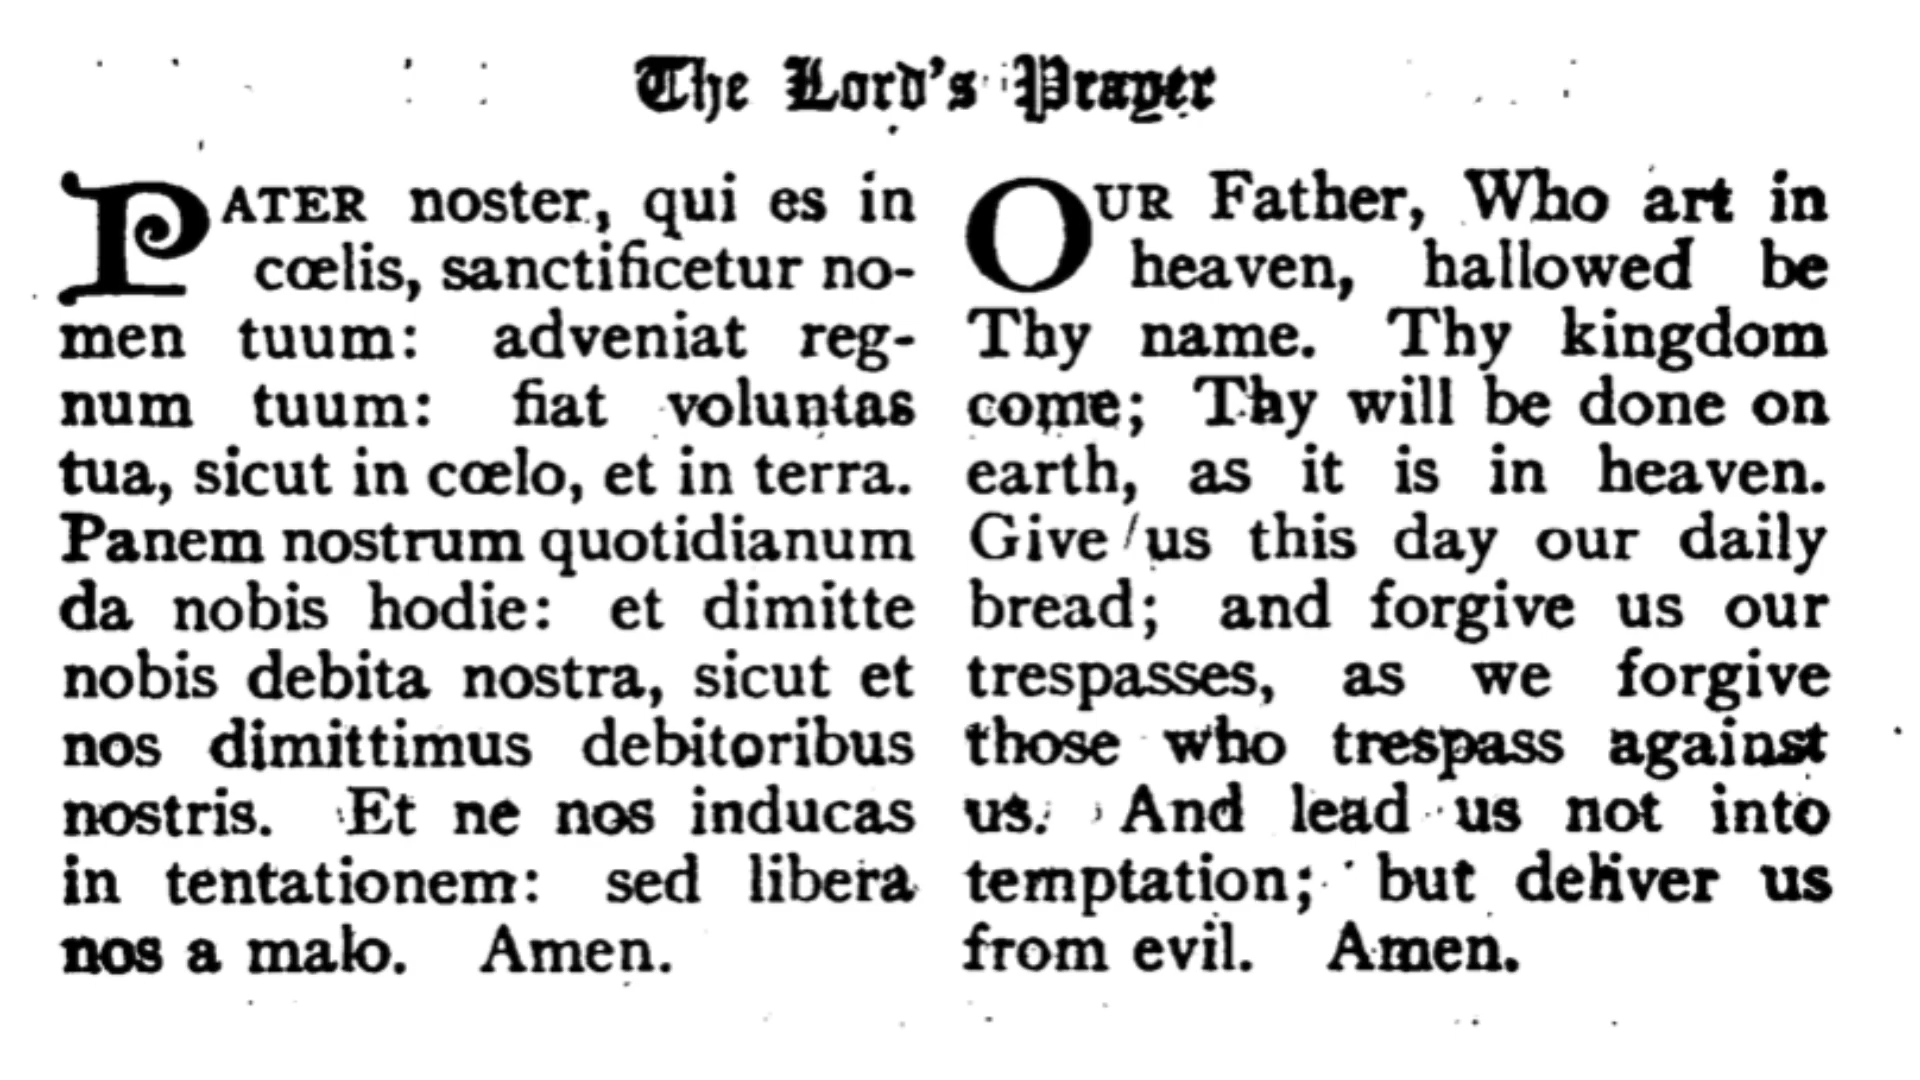 The Lord's Prayer
PATER noster, qui es in
cœlis, sanctificetur no-
men tuum: adveniat reg-
num tuum: fiat voluntas
tua, sicut in cœlo, et in terra.
Panem nostrum quotidianum
da nobis hodie: et dimitte
nobis debita nostra, sicut et
nos dimittimus debitoribus
nostris. Et ne nos inducas
in tentationem: sed libera
nos a malo. Amen.
OUR Father, Who art in
heaven, hallowed be
Thy name. Thy kingdom
come; Thy will be done on
earth, as it is in heaven.
Give us this day our daily
bread; and forgive us our
trespasses, as we forgive
those who trespass against
us. And lead us not into
temptation; but deliver us
from evil. Amen.